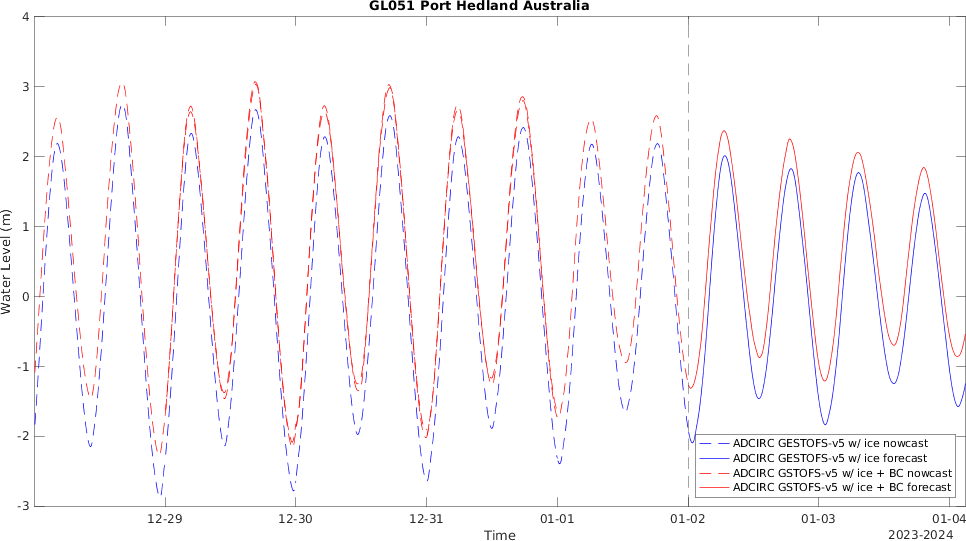 GL051 Port Hedland Australia
4
3
2
1
0
-1
-2
-3
Water Level (m)
ADCIRC GESTOFS-v5 w/ ice nowcast
ADCIRC GESTOFS-v5 w/ ice forecast
ADCIRC GSTOFS-v5 w/ ice + BC nowcast
ADCIRC GSTOFS-v5 w/ ice + BC forecast
12-29 12-30 12-31 01-01 01-02 01-03 01-04
Time
2023-2024